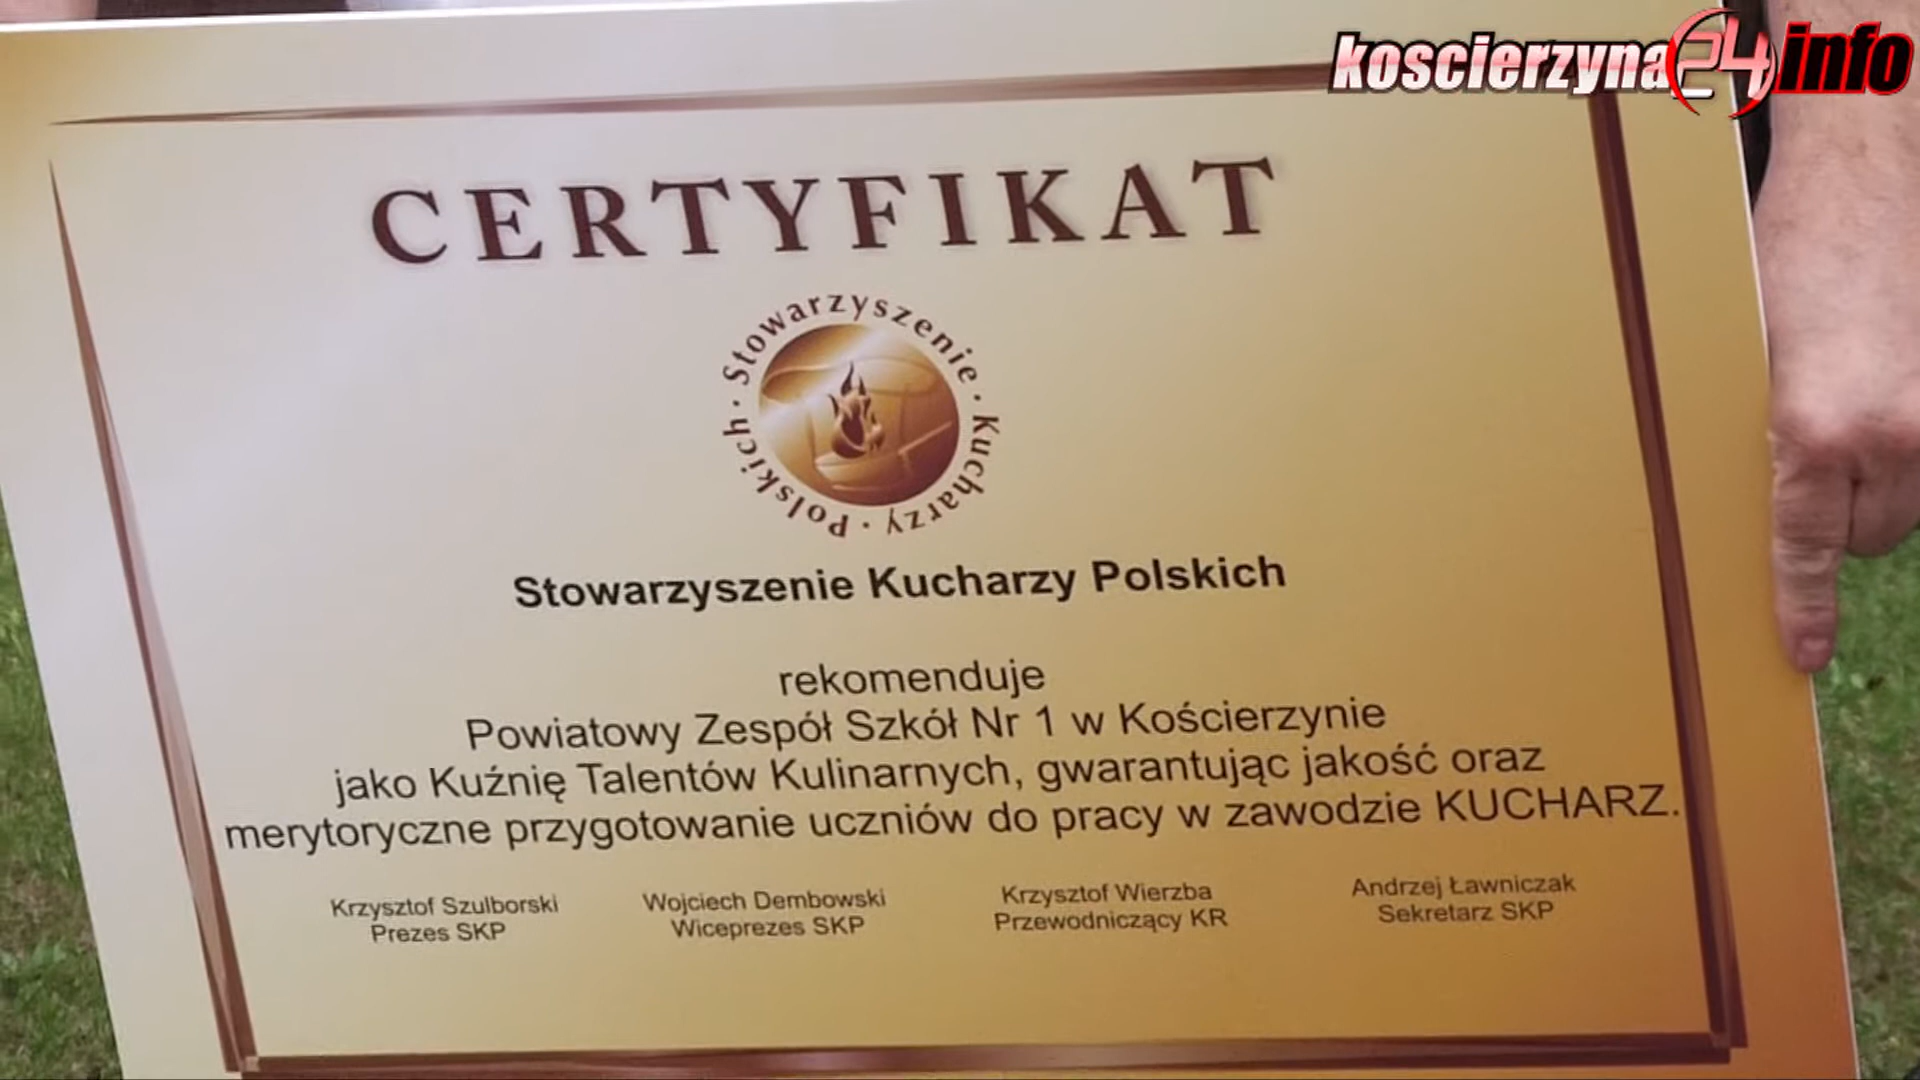 koscierzyna24.info
CERTYFIKAT
Stowarzyszenie · Kucharzy · Polskich ·
Stowarzyszenie Kucharzy Polskich
rekomenduje
Powiatowy Zespół Szkół Nr 1 w Kościerzynie
jako Kuźnię Talentów Kulinarnych, gwarantując jakość oraz
merytoryczne przygotowanie uczniów do pracy w zawodzie KUCHARZ.
Krzysztof Szulborski Wojciech Dembowski Krzysztof Wierzba Andrzej Ławniczak
Prezes SKP Wiceprezes SKP Przewodniczący KR Sekretarz SKP